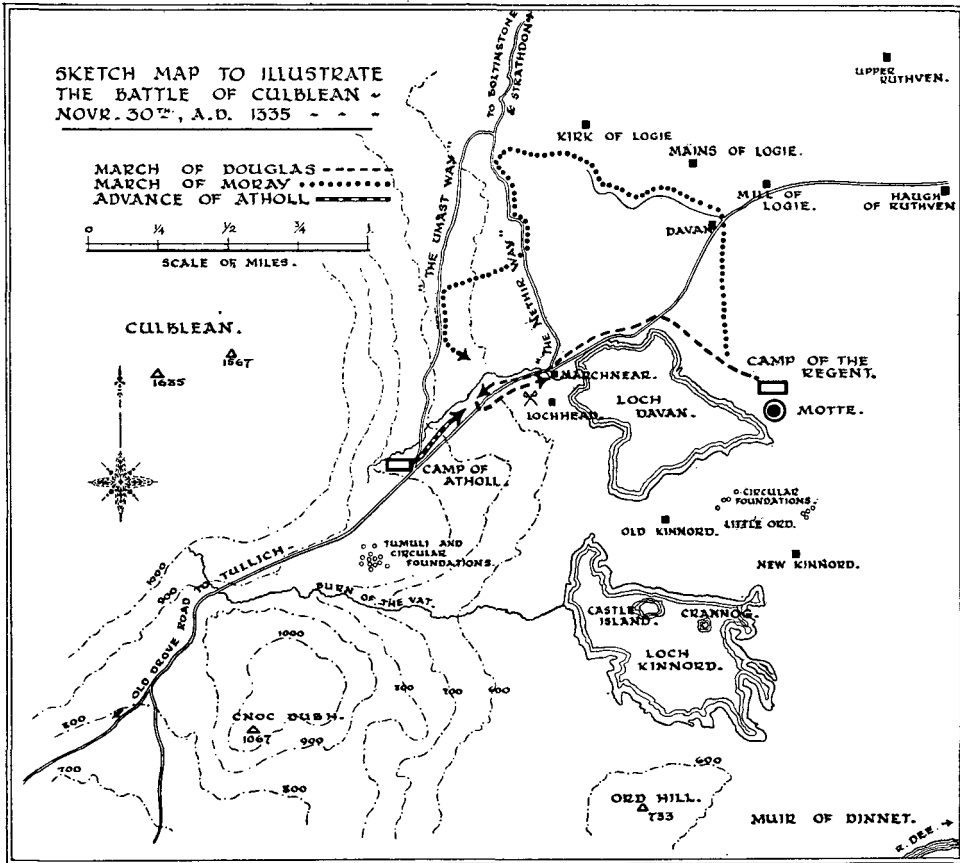 SKETCH MAP TO ILLUSTRATE
THE BATTLE OF CULBLEAN -
NOVR. 30TH, A.D. 1335 - - -
MARCH OF DOUGLAS
MARCH OF MORAY
ADVANCE OF ATHOLL
0 1/4 1/2 3/4 1
SCALE OF MILES.
TO BOLTINSTONE
& STRATHDON
UPPER
RUTHVEN.
KIRK OF LOGIE
MAINS OF LOGIE.
MILL OF
LOGIE.
HAUGH
OF RUTHVEN
DAVAN
"THE UMAST WAY"
"THE NETHIR WAY"
CULBLEAN.
1567
1635
MARCHNEAR.
LOCHHEAD.
LOCH
DAVAN.
CAMP OF THE
REGENT.
MOTTE.
CAMP OF
ATHOLL.
CIRCULAR
FOUNDATIONS.
LITTLE ORD.
OLD KINNORD.
NEW KINNORD.
TUMULI AND
CIRCULAR
FOUNDATIONS.
OLD DROVE ROAD TO TULLICH
BURN OF THE VAT.
1000
900
800
700
CASTLE
ISLAND.
CRANNOG.
LOCH
KINNORD.
1000
CNOC DUBH.
1067
900
800
800
700
600
600
ORD HILL.
733
MUIR OF DINNET.
R. DEE.